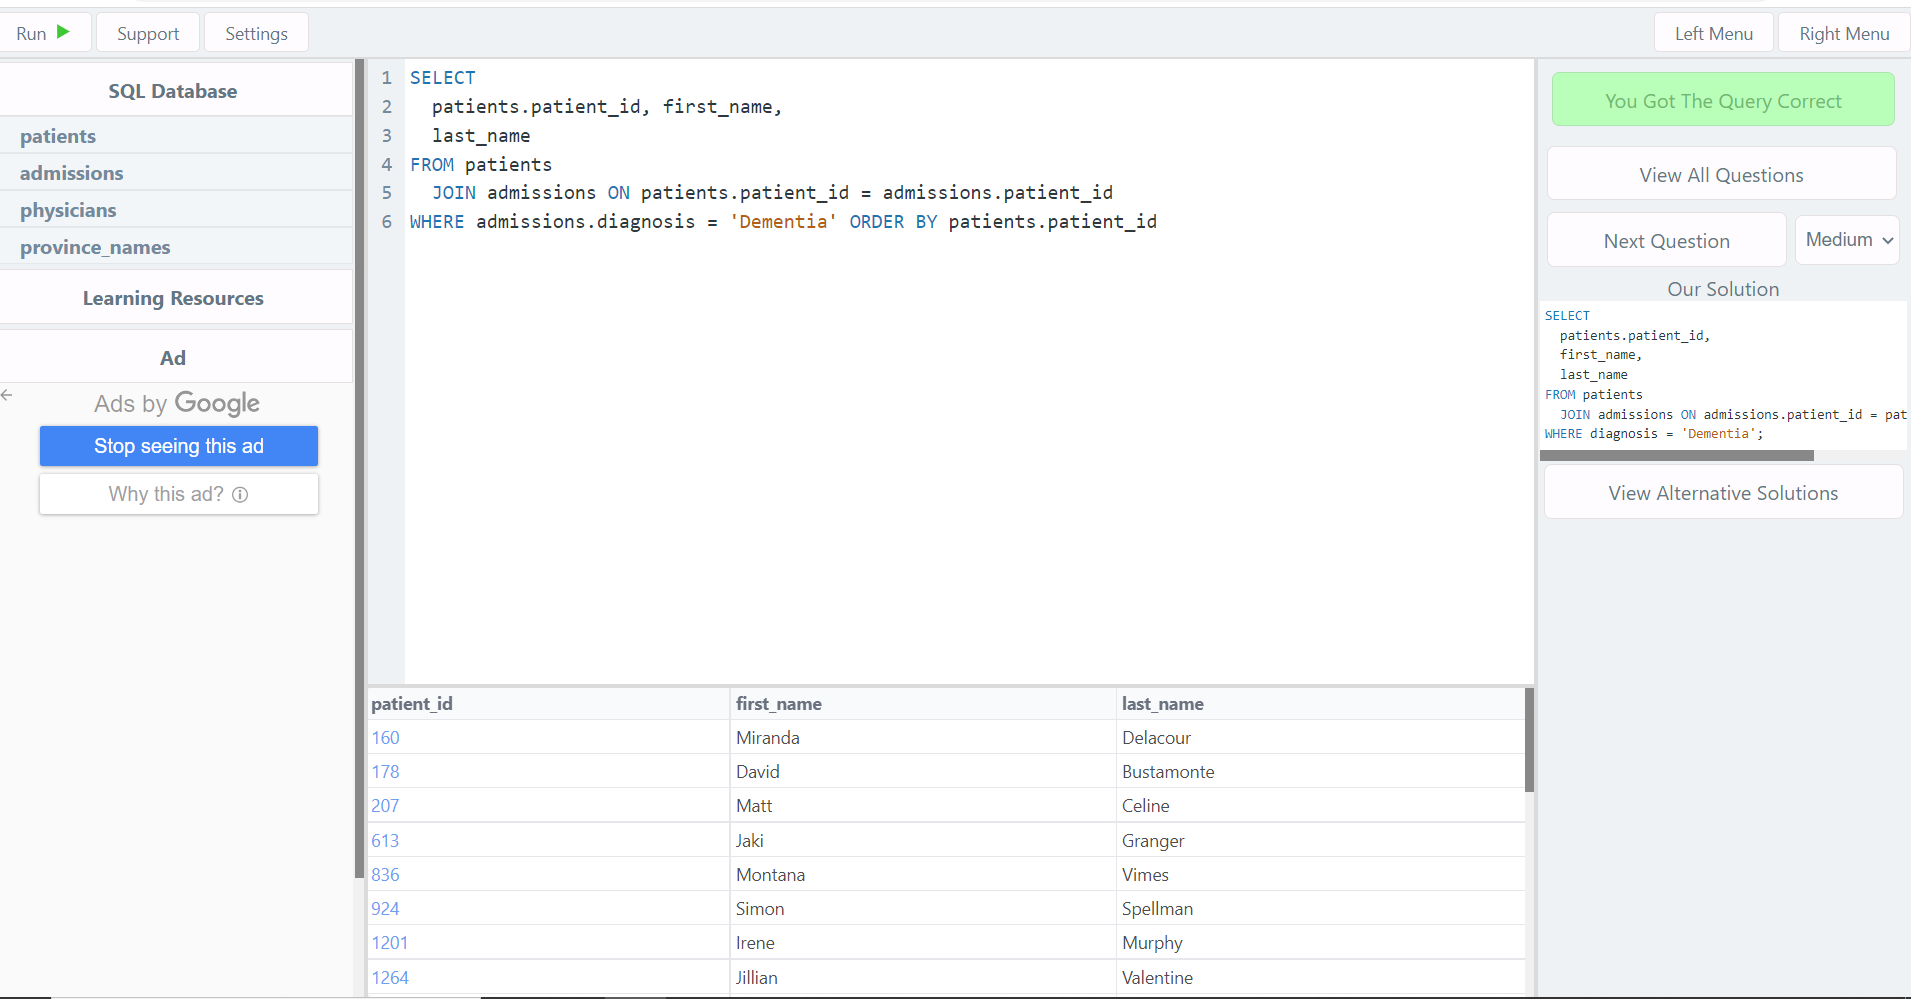 Run
Support
Settings
Left Menu
Right Menu
SQL Database
patients
admissions
physicians
province_names
Learning Resources
Ad
Ads by Google
Stop seeing this ad
Why this ad?
1 SELECT
2 patients.patient_id, first_name,
3 last_name
4 FROM patients
5 JOIN admissions ON patients.patient_id = admissions.patient_id
6 WHERE admissions.diagnosis = 'Dementia' ORDER BY patients.patient_id
patient_id first_name last_name
160 Miranda Delacour
178 David Bustamonte
207 Matt Celine
613 Jaki Granger
836 Montana Vimes
924 Simon Spellman
1201 Irene Murphy
1264 Jillian Valentine
You Got The Query Correct
View All Questions
Next Question
Medium
Our Solution
SELECT
patients.patient_id,
first_name,
last_name
FROM patients
JOIN admissions ON admissions.patient_id = pat
WHERE diagnosis = 'Dementia';
View Alternative Solutions